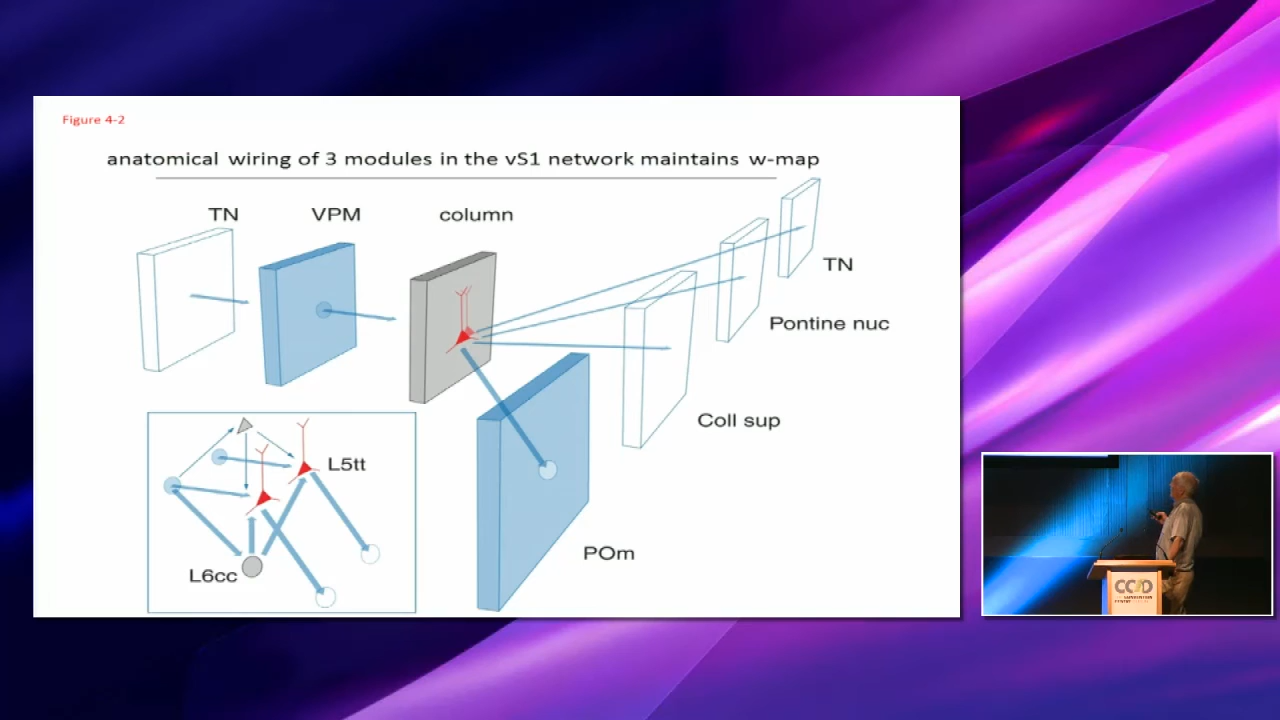 Figure 4-2
anatomical wiring of 3 modules in the vS1 network maintains w-map
TN
VPM
column
TN
Pontine nuc
Coll sup
L5tt
POm
L6cc